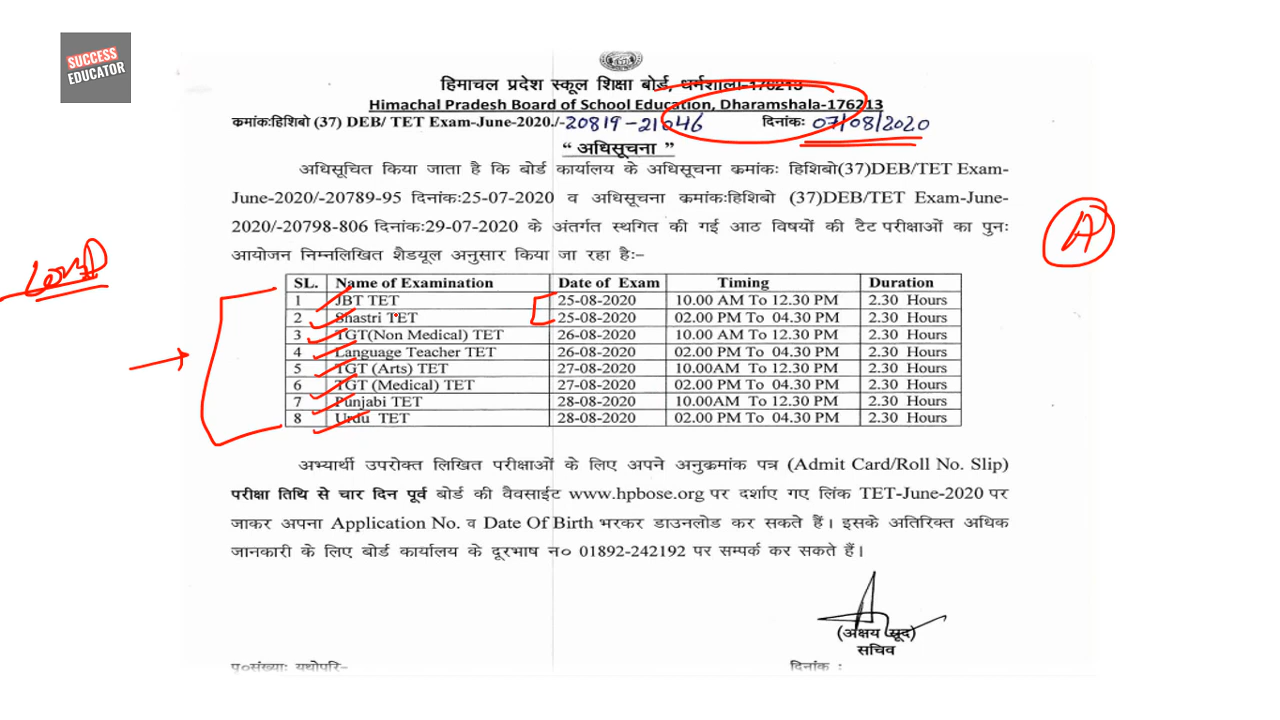 SUCCESS
EDUCATOR
हिमाचल प्रदेश स्कूल शिक्षा बोर्ड, धर्मशाला-176213
Himachal Pradesh Board of School Education, Dharamshala-176213
क्रमांकःहिशिबो (37) DEB/ TET Exam-June-2020./-20819-21046 दिनांकः 07/08/2020
“ अधिसूचना ”
अधिसूचित किया जाता है कि बोर्ड कार्यालय के अधिसूचना क्रमांकः हिशिबो(37)DEB/TET Exam-
June-2020/-20789-95 दिनांकः25-07-2020 व अधिसूचना क्रमांकःहिशिबो (37)DEB/TET Exam-June-
2020/-20798-806 दिनांकः29-07-2020 के अंतर्गत स्थगित की गई आठ विषयों की टैट परीक्षाओं का पुनः
आयोजन निम्नलिखित शैडयूल अनुसार किया जा रहा हैः-
SL. Name of Examination Date of Exam Timing Duration
1 JBT TET 25-08-2020 10.00 AM To 12.30 PM 2.30 Hours
2 Shastri TET 25-08-2020 02.00 PM To 04.30 PM 2.30 Hours
3 TGT(Non Medical) TET 26-08-2020 10.00 AM To 12.30 PM 2.30 Hours
4 Language Teacher TET 26-08-2020 02.00 PM To 04.30 PM 2.30 Hours
5 TGT (Arts) TET 27-08-2020 10.00AM To 12.30 PM 2.30 Hours
6 TGT (Medical) TET 27-08-2020 02.00 PM To 04.30 PM 2.30 Hours
7 Punjabi TET 28-08-2020 10.00AM To 12.30 PM 2.30 Hours
8 Urdu TET 28-08-2020 02.00 PM To 04.30 PM 2.30 Hours
A
अभ्यार्थी उपरोक्त लिखित परीक्षाओं के लिए अपने अनुक्रमांक पत्र (Admit Card/Roll No. Slip)
परीक्षा तिथि से चार दिन पूर्व बोर्ड की वैवसाईट www.hpbose.org पर दर्शाए गए लिंक TET-June-2020 पर
जाकर अपना Application No. व Date Of Birth भरकर डाउनलोड कर सकते हैं। इसके अतिरिक्त अधिक
जानकारी के लिए बोर्ड कार्यालय के दूरभाष न० 01892-242192 पर सम्पर्क कर सकते हैं।
(अक्षय सूद)
सचिव
पृ०संख्याः यथोपरि- दिनांक :